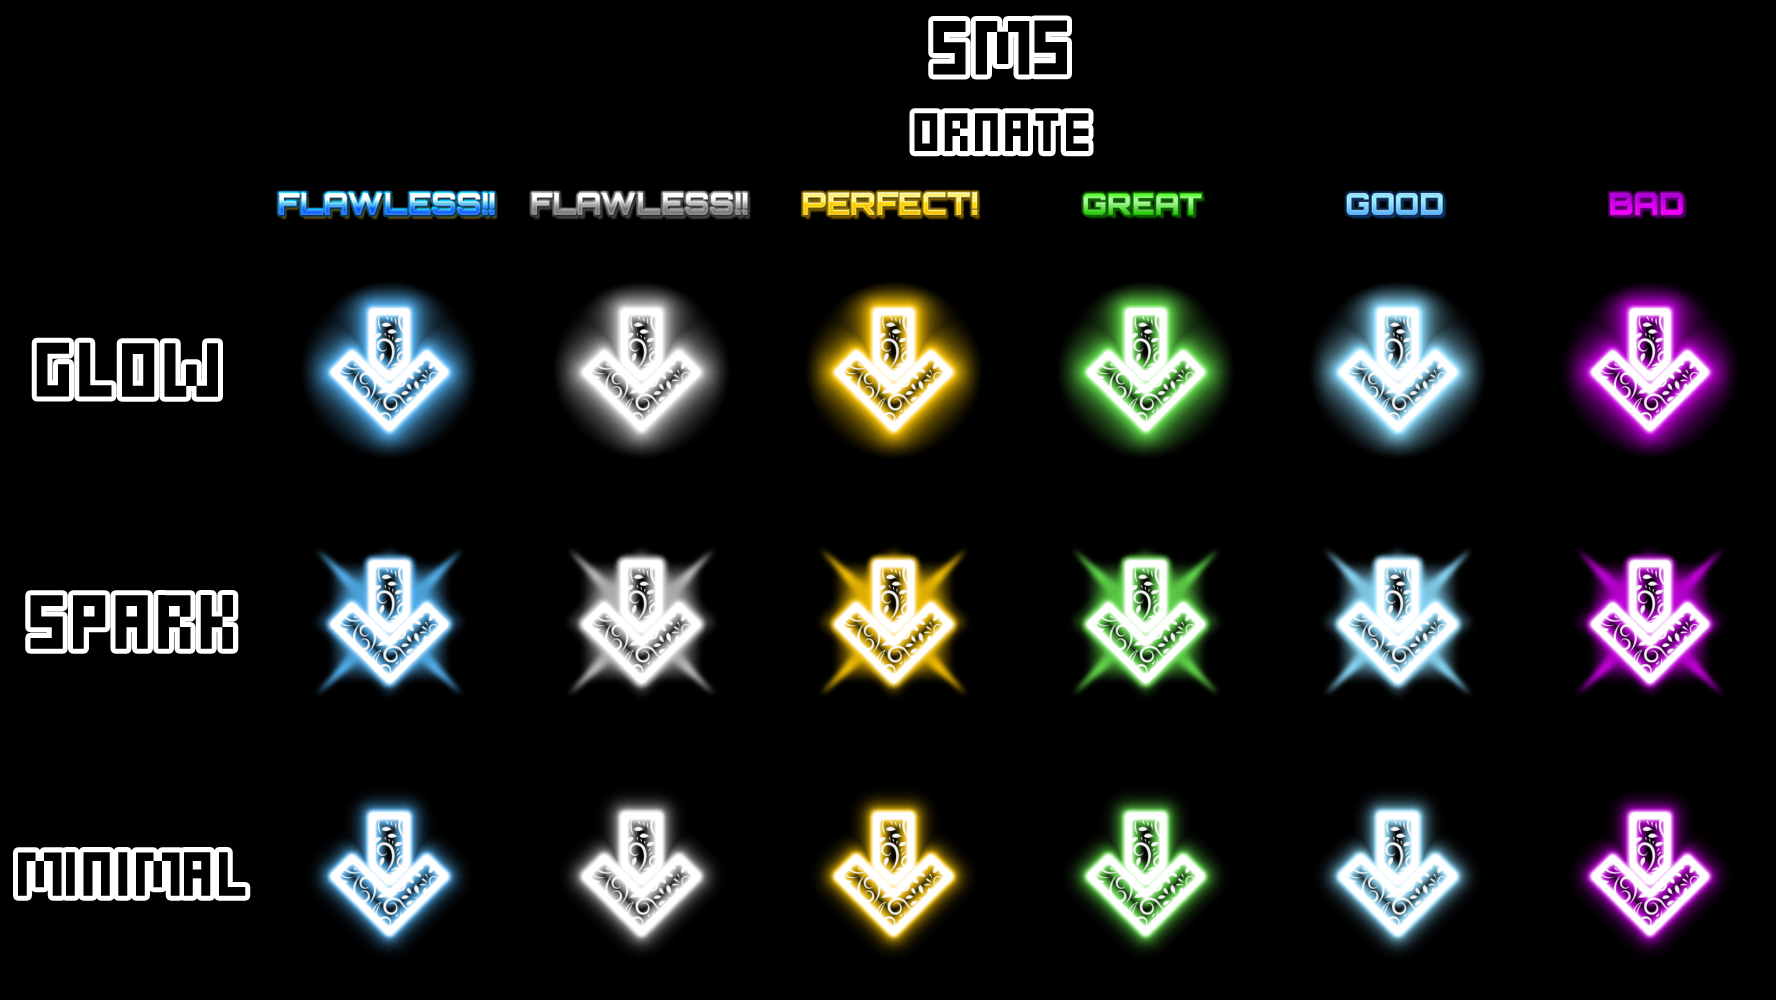 SMS
ORNATE
FLAWLESS!! FLAWLESS!! PERFECT! GREAT GOOD BAD
GLOW
SPARK
MINIMAL